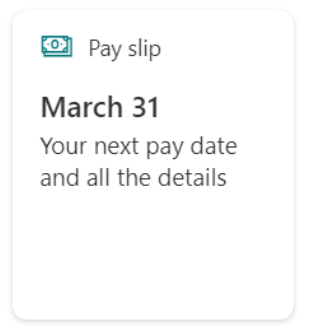 Pay slip
March 31
Your next pay date
and all the details